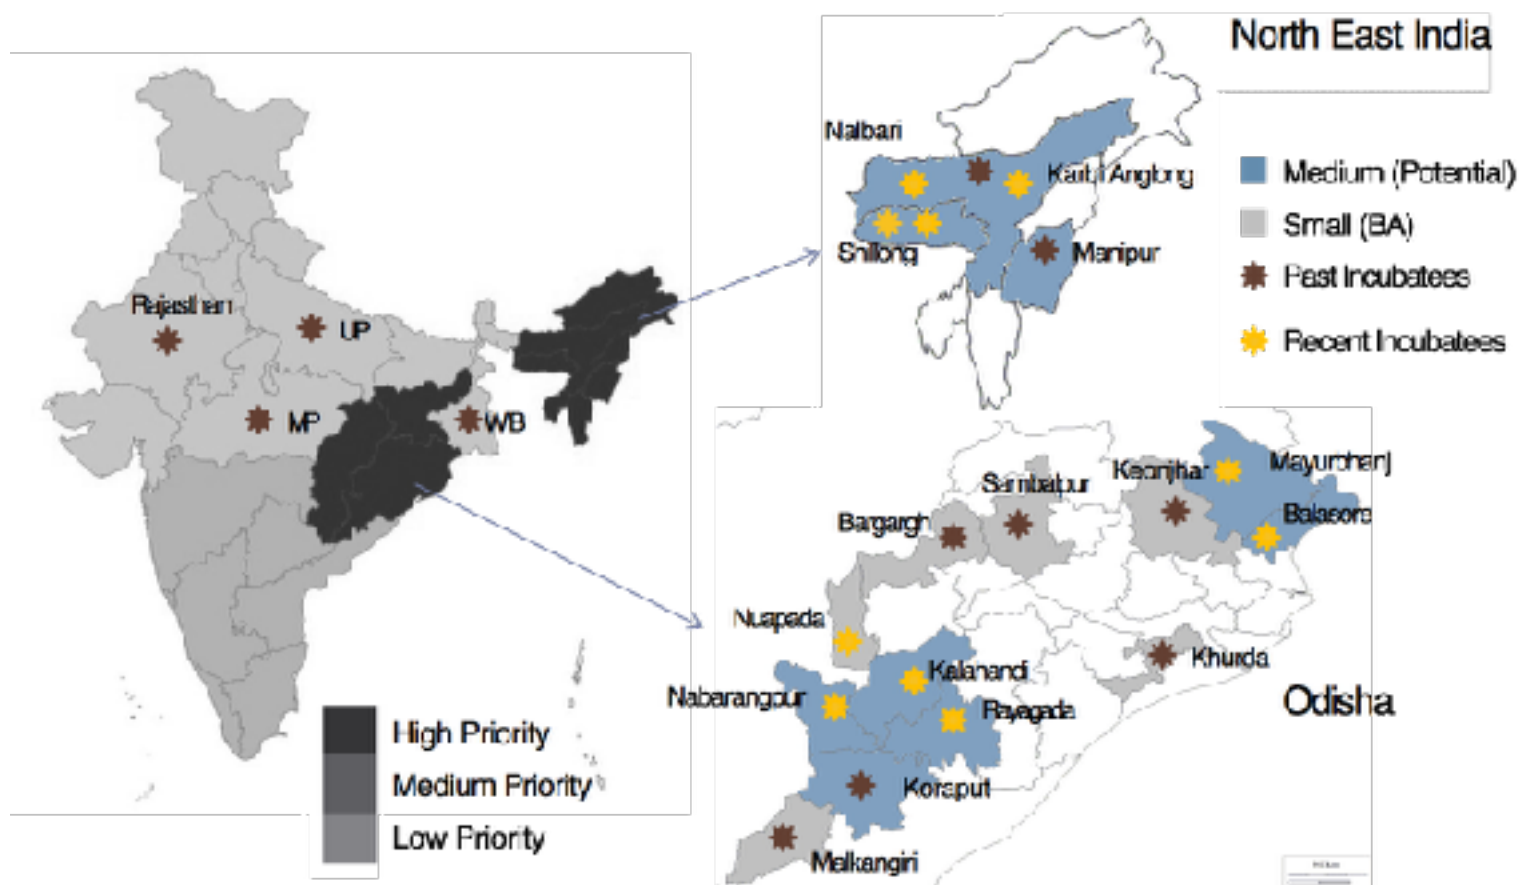 North East India
Nalbari
Karbi Anglong
Shillong
Manipur
Medium (Potential)
Small (BA)
Past Incubatees
Recent Incubatees
Rajasthan
UP
MP
WB
High Priority
Medium Priority
Low Priority
Mayurbhanj
Keonjhar
Sambalpur
Balasore
Bargargh
Nuapada
Khurda
Kalahandi
Nabarangpur
Rayagada
Odisha
Koraput
Malkangiri